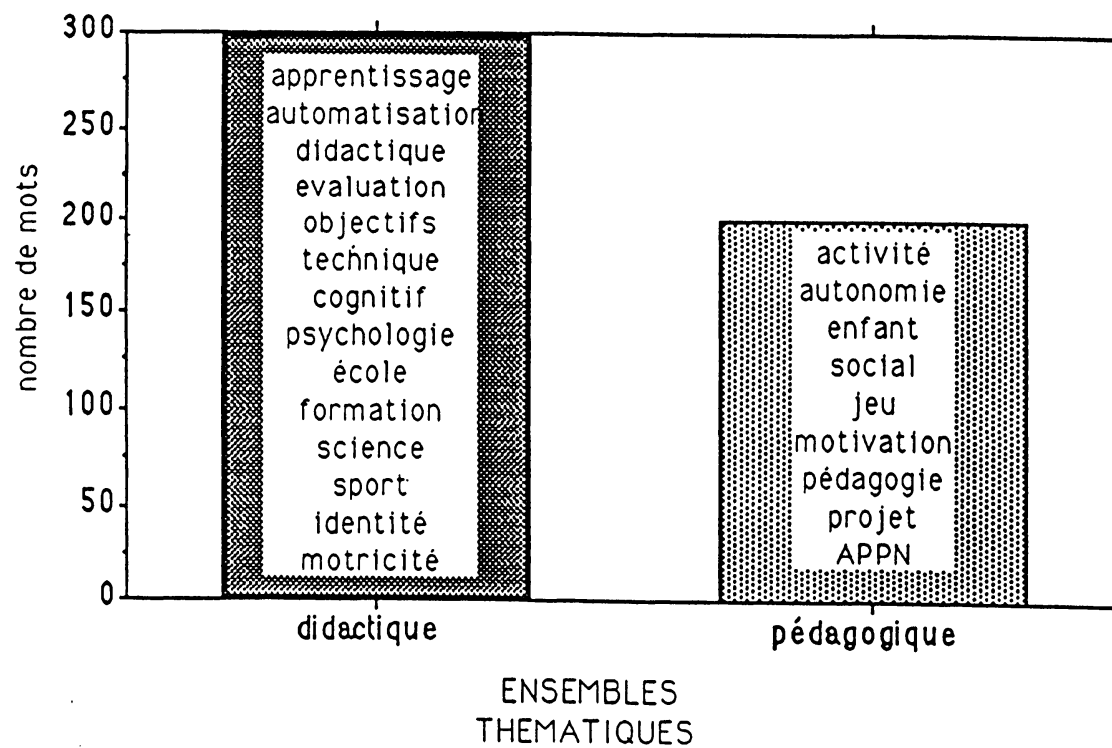 300
250
200
150
100
50
0
nombre de mots
apprentissage
automatisation
didactique
evaluation
objectifs
technique
cognitif
psychologie
école
formation
science
sport
identité
motricité
activité
autonomie
enfant
social
jeu
motivation
pédagogie
projet
APPN
didactique
pédagogique
ENSEMBLES
THEMATIQUES